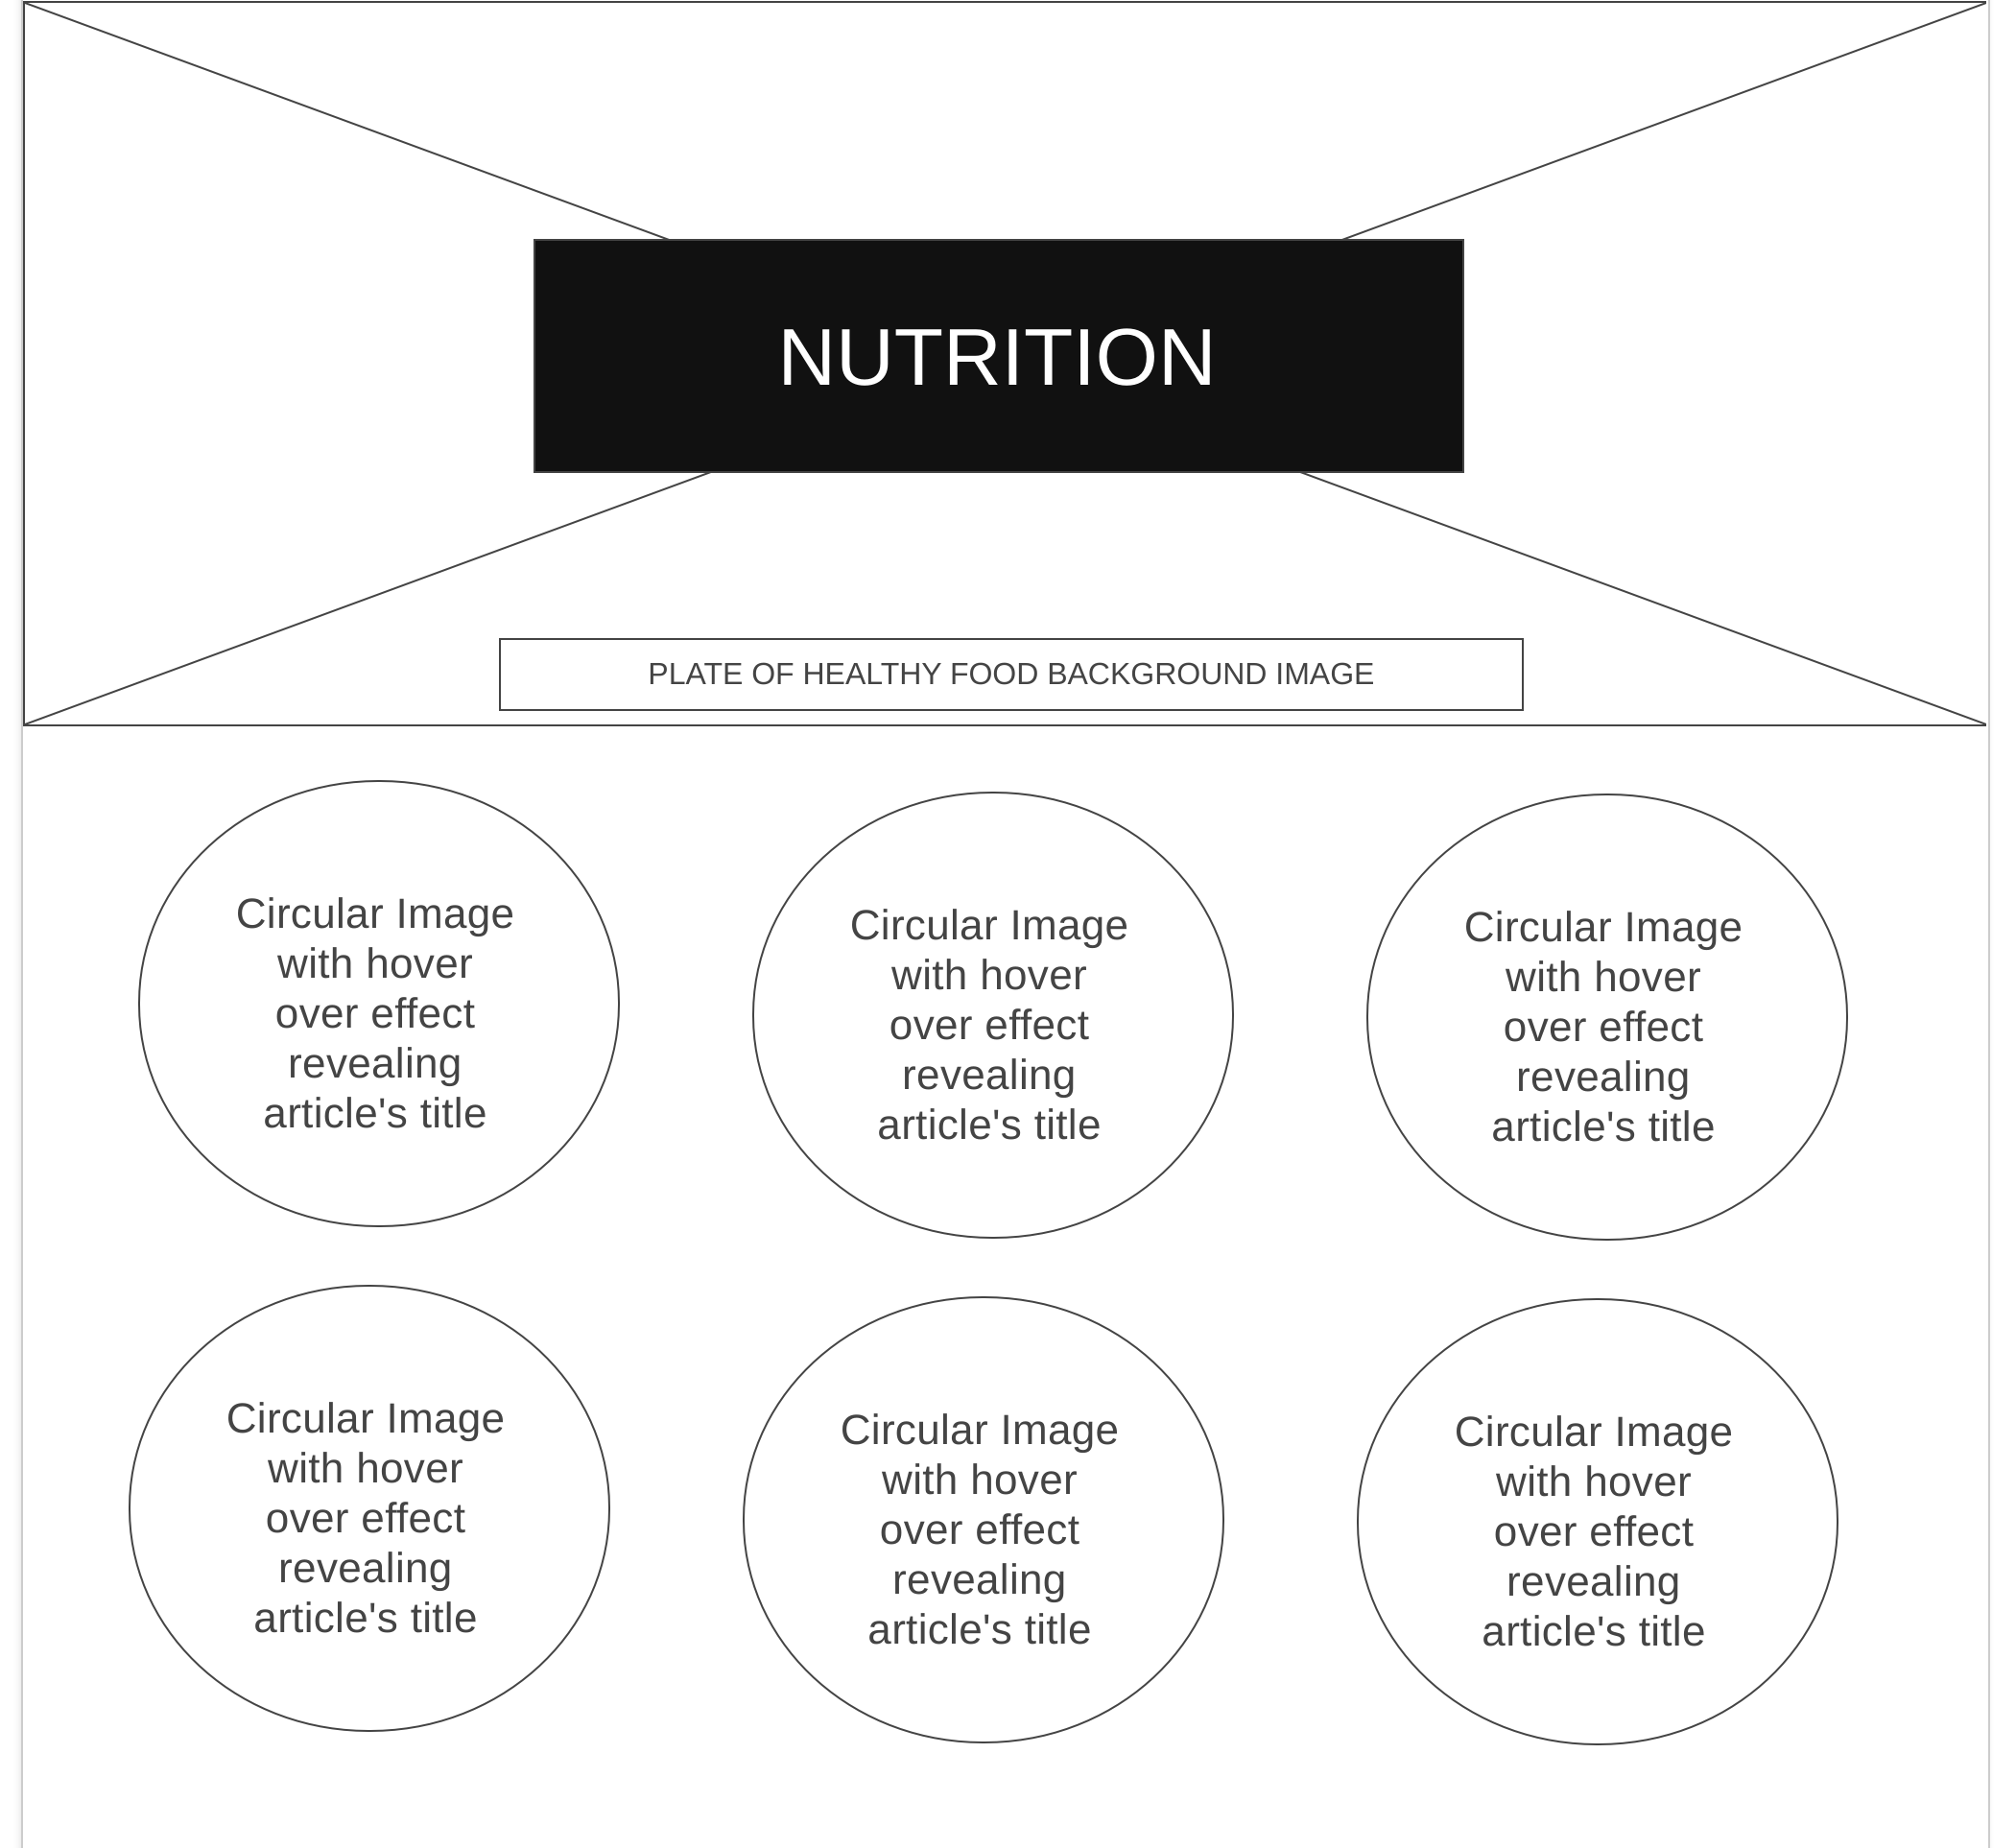 NUTRITION
PLATE OF HEALTHY FOOD BACKGROUND IMAGE
Circular Image
with hover
over effect
revealing
article's title
Circular Image
with hover
over effect
revealing
article's title
Circular Image
with hover
over effect
revealing
article's title
Circular Image
with hover
over effect
revealing
article's title
Circular Image
with hover
over effect
revealing
article's title
Circular Image
with hover
over effect
revealing
article's title